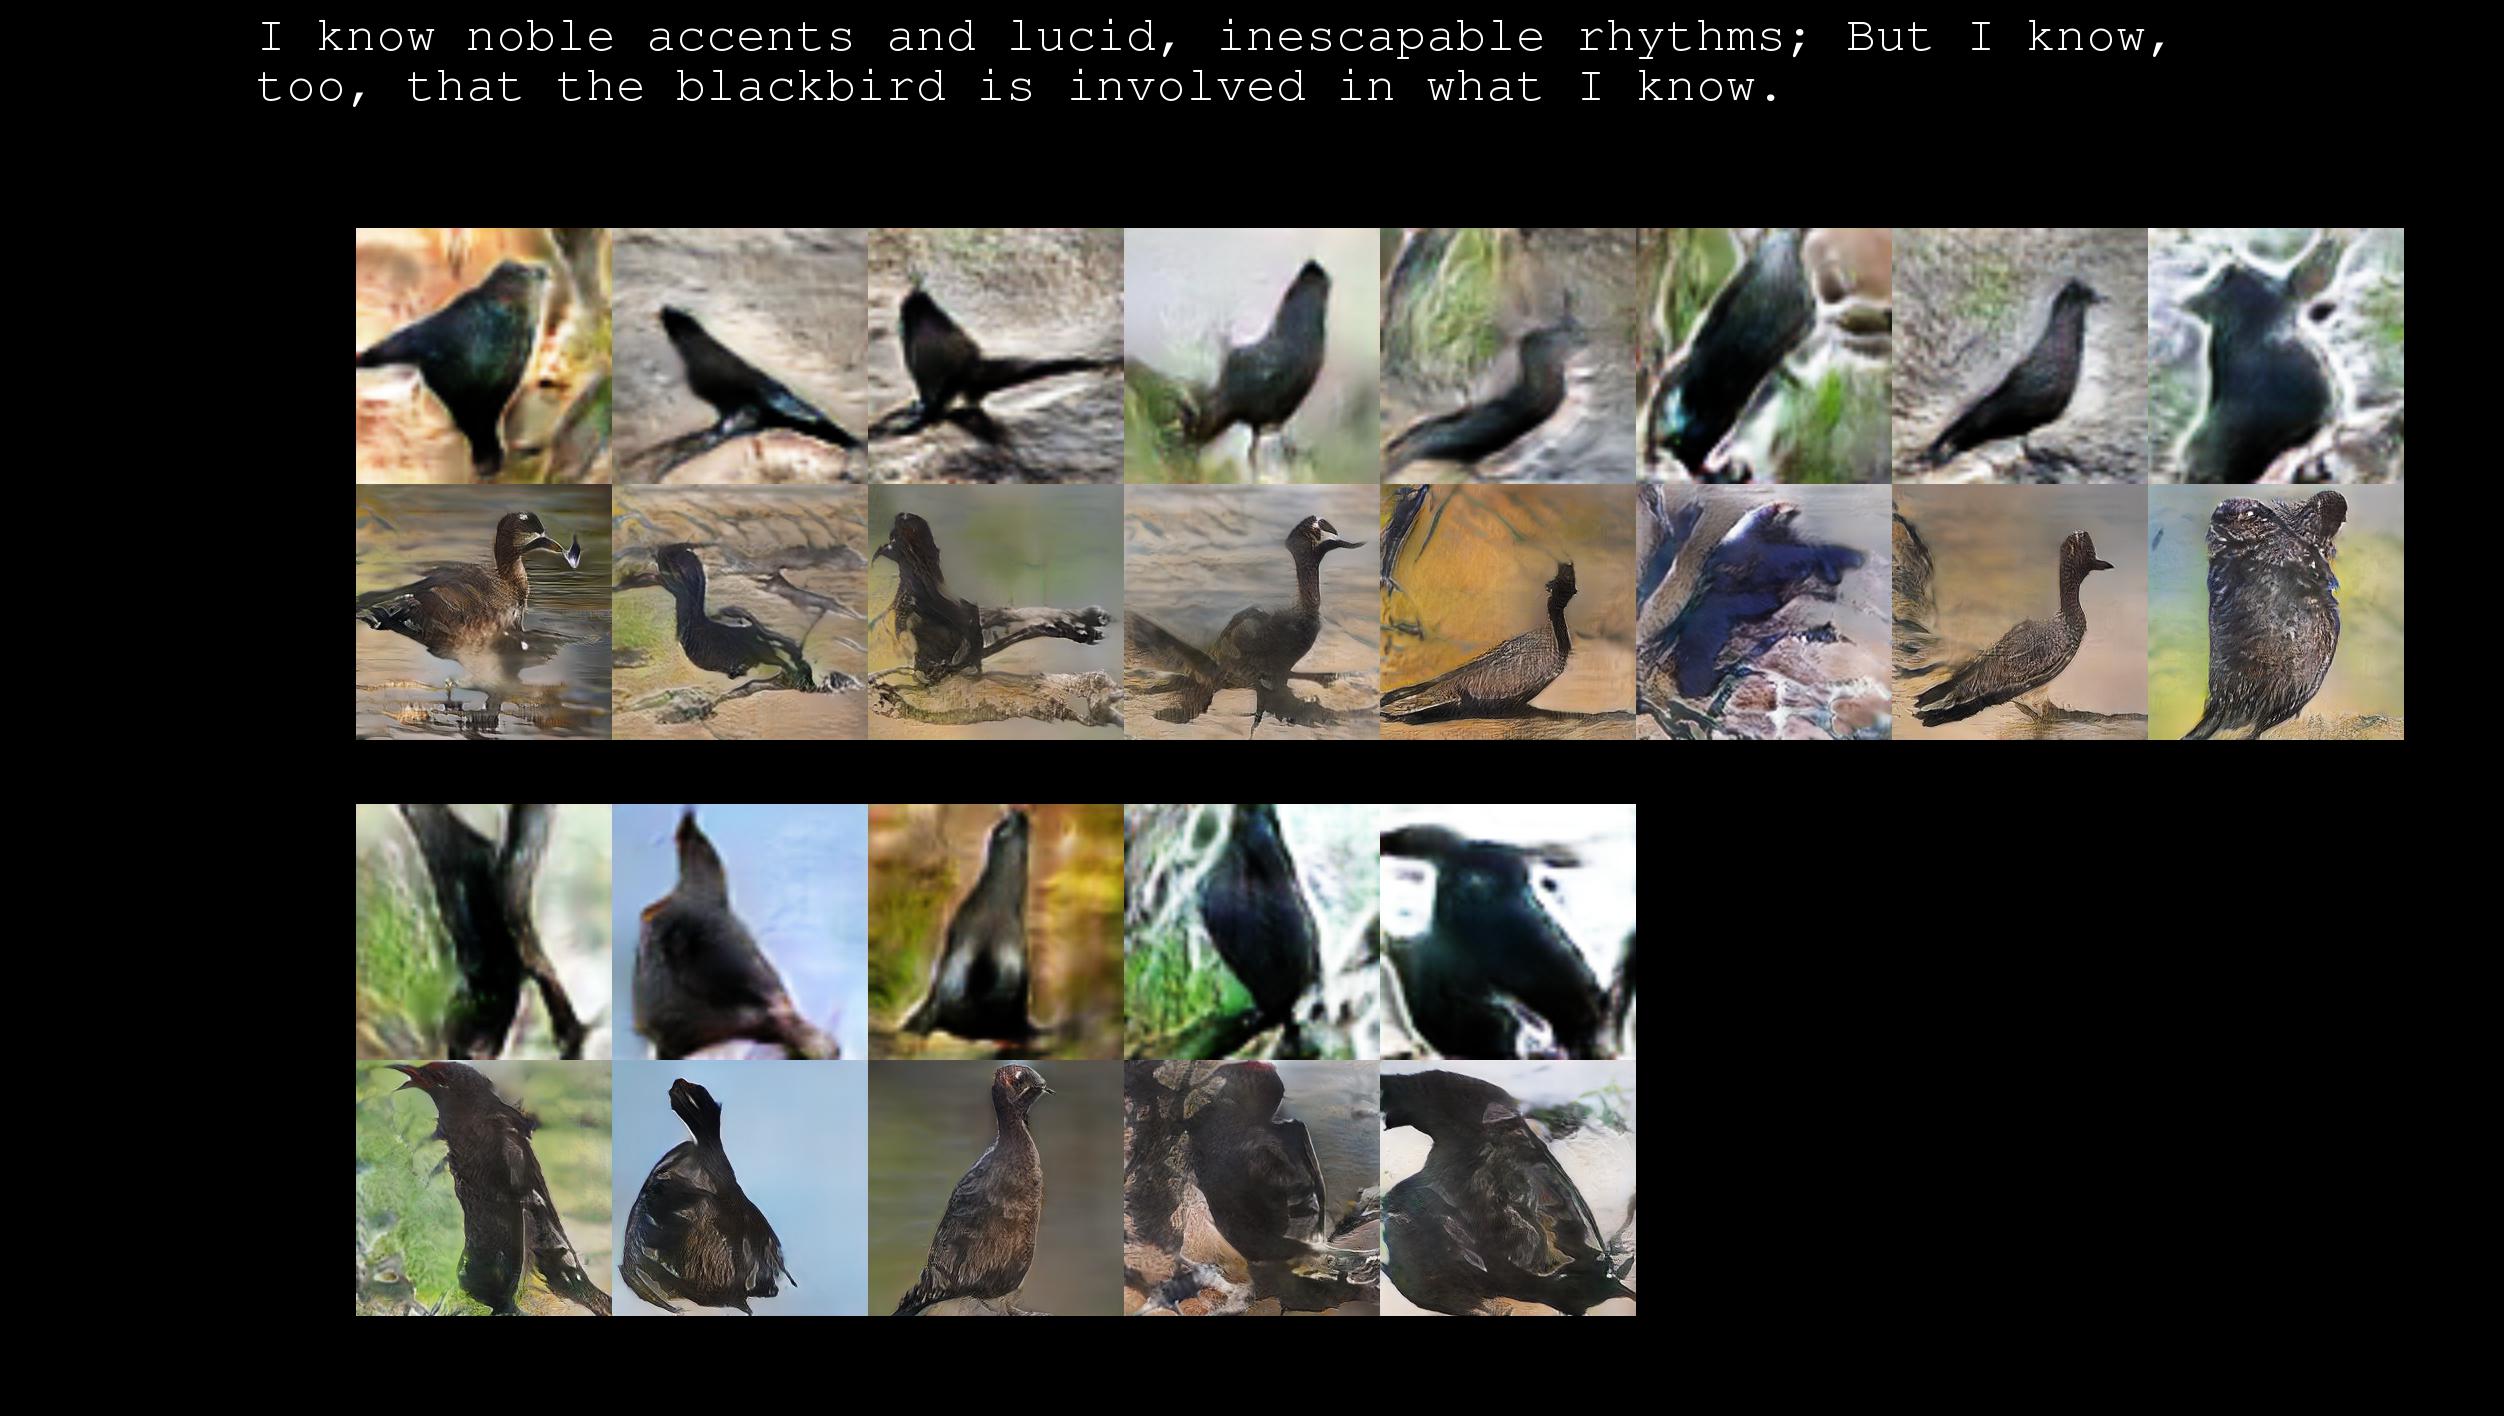 I know noble accents and lucid, inescapable rhythms; But I know,
too, that the blackbird is involved in what I know.